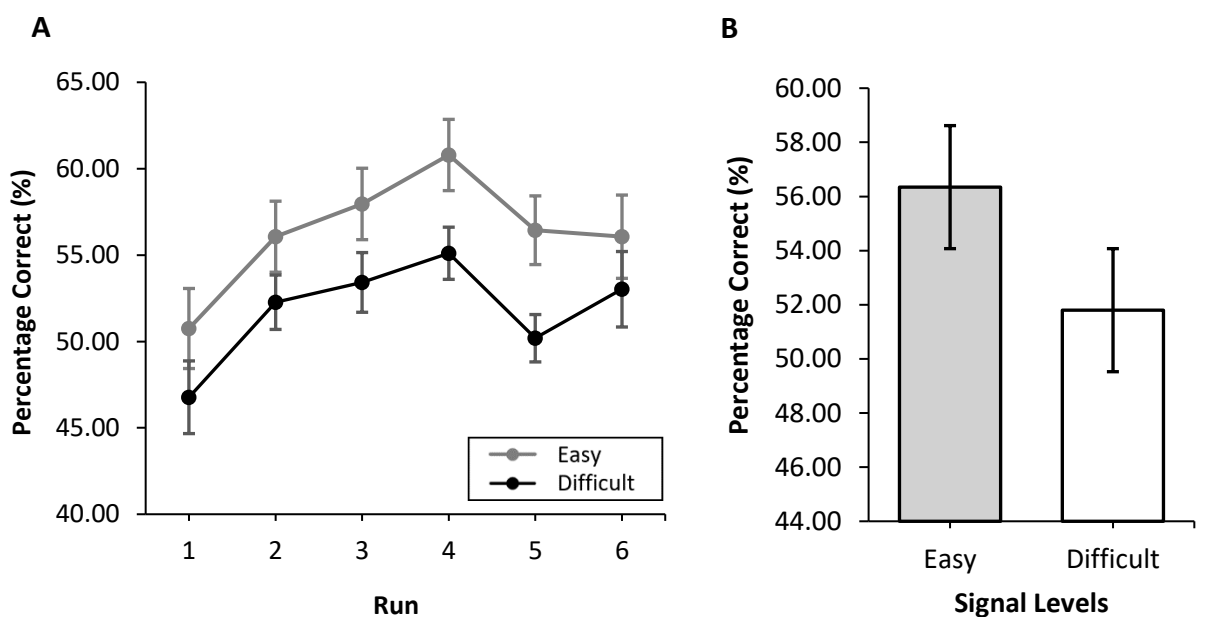 A
Percentage Correct (%)
65.00
60.00
55.00
50.00
45.00
40.00
1 2 3 4 5 6
Run
Easy
Difficult
B
Percentage Correct (%)
60.00
58.00
56.00
54.00
52.00
50.00
48.00
46.00
44.00
Easy Difficult
Signal Levels